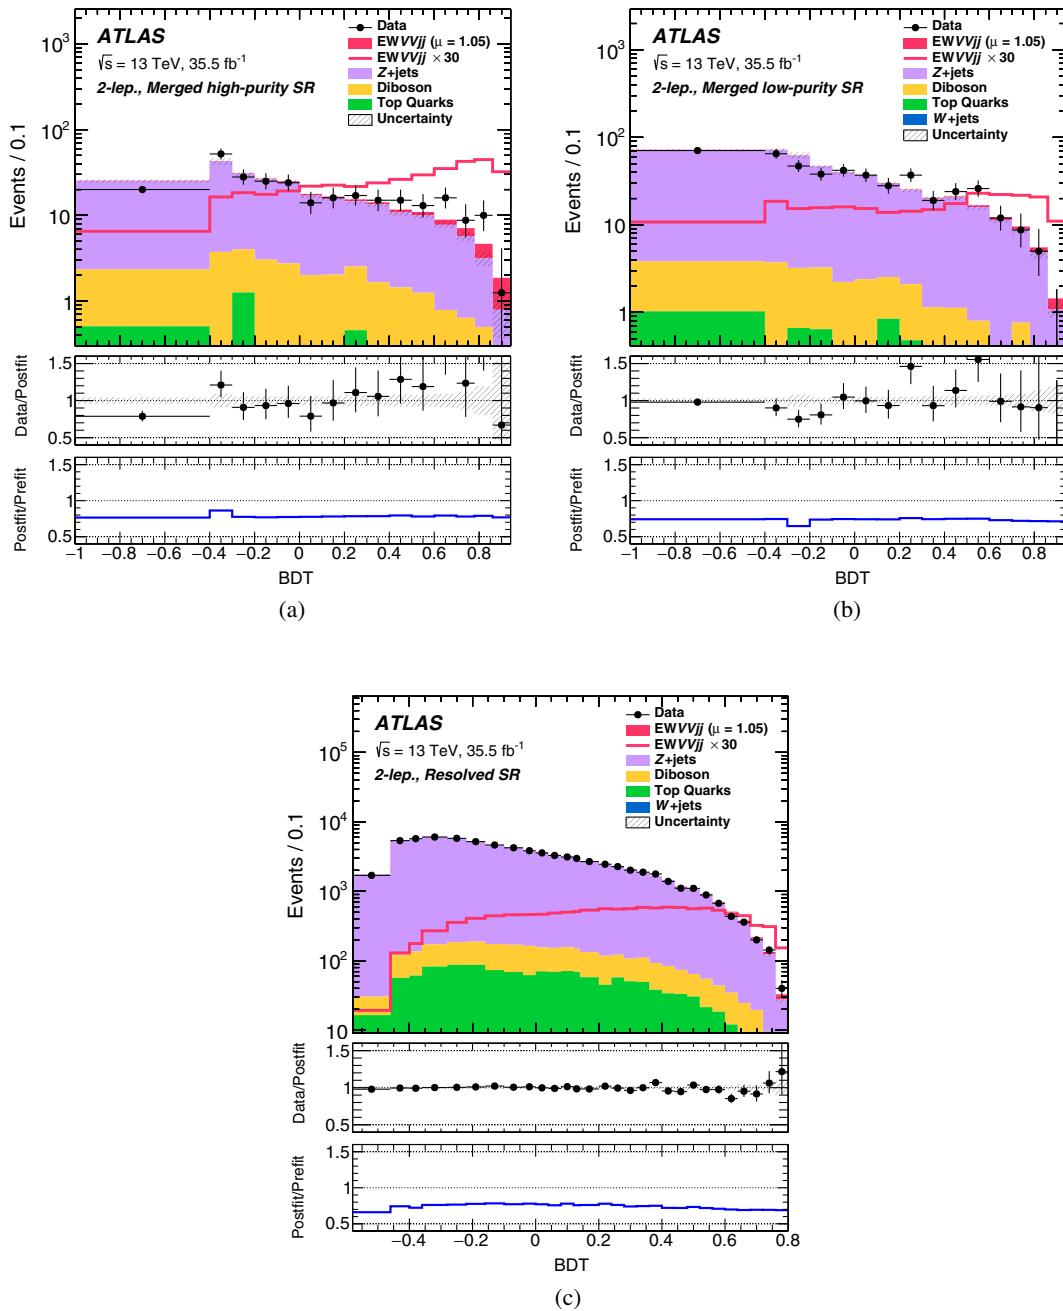 ATLAS
√s = 13 TeV, 35.5 fb-1
2-lep., Merged high-purity SR
Data
EWVVjj (μ = 1.05)
EWVVjj ×30
Z+jets
Diboson
Top Quarks
Uncertainty
Events / 0.1
10³
10²
10
1
Data/Postfit
1.5
1
0.5
Postfit/Prefit
1.5
1
0.5
−1 −0.8 −0.6 −0.4 −0.2 0 0.2 0.4 0.6 0.8
BDT
(a)
ATLAS
√s = 13 TeV, 35.5 fb-1
2-lep., Merged low-purity SR
Data
EWVVjj (μ = 1.05)
EWVVjj ×30
Z+jets
Diboson
Top Quarks
W+jets
Uncertainty
Events / 0.1
10³
10²
10
1
Data/Postfit
1.5
1
0.5
Postfit/Prefit
1.5
1
0.5
−1 −0.8 −0.6 −0.4 −0.2 0 0.2 0.4 0.6 0.8
BDT
(b)
ATLAS
√s = 13 TeV, 35.5 fb-1
2-lep., Resolved SR
Data
EWVVjj (μ = 1.05)
EWVVjj ×30
Z+jets
Diboson
Top Quarks
W+jets
Uncertainty
Events / 0.1
10⁵
10⁴
10³
10²
10
Data/Postfit
1.5
1
0.5
Postfit/Prefit
1.5
1
0.5
−0.4 −0.2 0 0.2 0.4 0.6 0.8
BDT
(c)